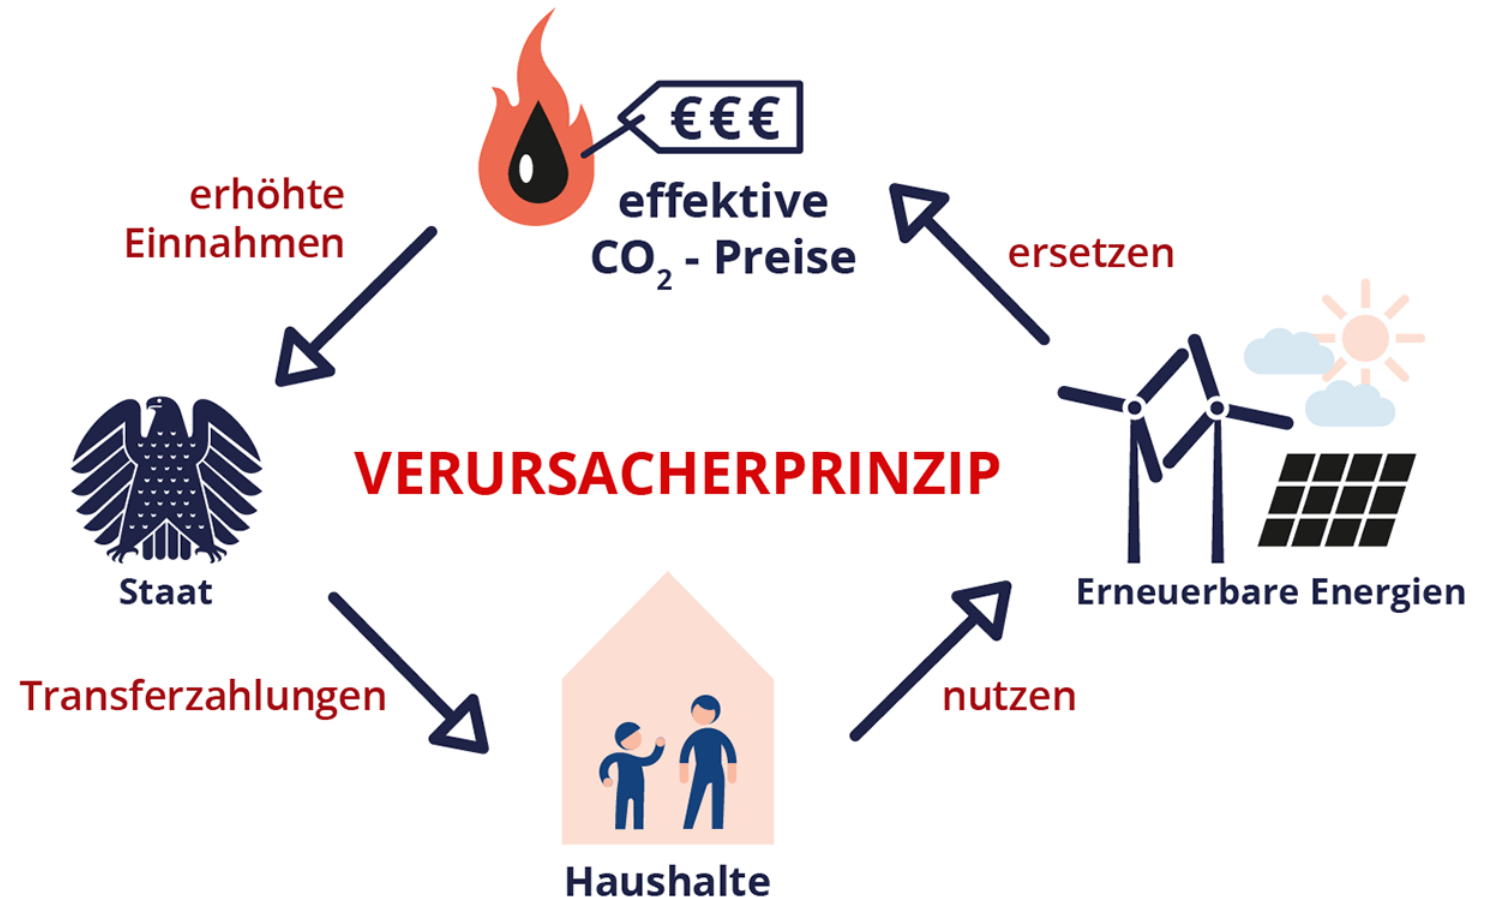 €€€
effektive
CO₂ - Preise
erhöhte
Einnahmen
ersetzen
VERURSACHERPRINZIP
Staat
Erneuerbare Energien
Transferzahlungen
nutzen
Haushalte